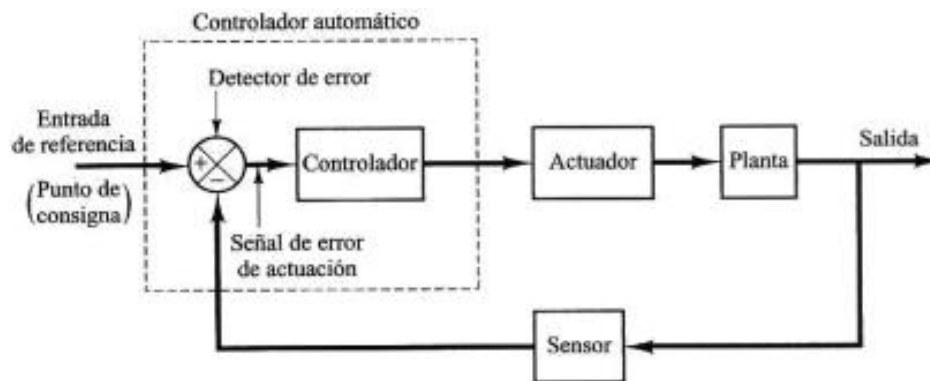 Controlador automático
Detector de error
Entrada
de referencia
(Punto de
consigna)
+
−
Controlador
Actuador
Planta
Salida
Señal de error
de actuación
Sensor